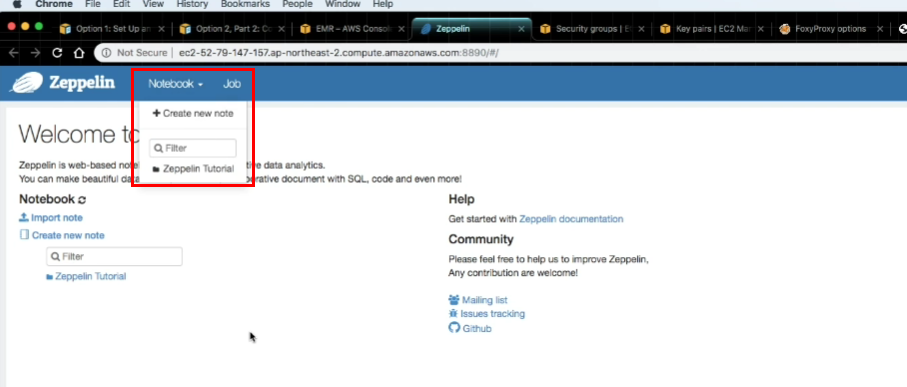 Chrome File Edit View History Bookmarks People Window Help
Option 1: Set Up an
Option 2, Part 2: Co
EMR – AWS Consol
Zeppelin
Security groups | E
Key pairs | EC2 Man
FoxyProxy options
Not Secure | ec2-52-79-147-157.ap-northeast-2.compute.amazonaws.com:8890/#/
Zeppelin Notebook Job
Create new note
Filter
Zeppelin Tutorial
Welcome to
Zeppelin is web-based note tive data analytics.
You can make beautiful data orative document with SQL, code and even more!
Notebook
Import note
Create new note
Filter
Zeppelin Tutorial
Help
Get started with Zeppelin documentation
Community
Please feel free to help us to improve Zeppelin,
Any contribution are welcome!
Mailing list
Issues tracking
Github